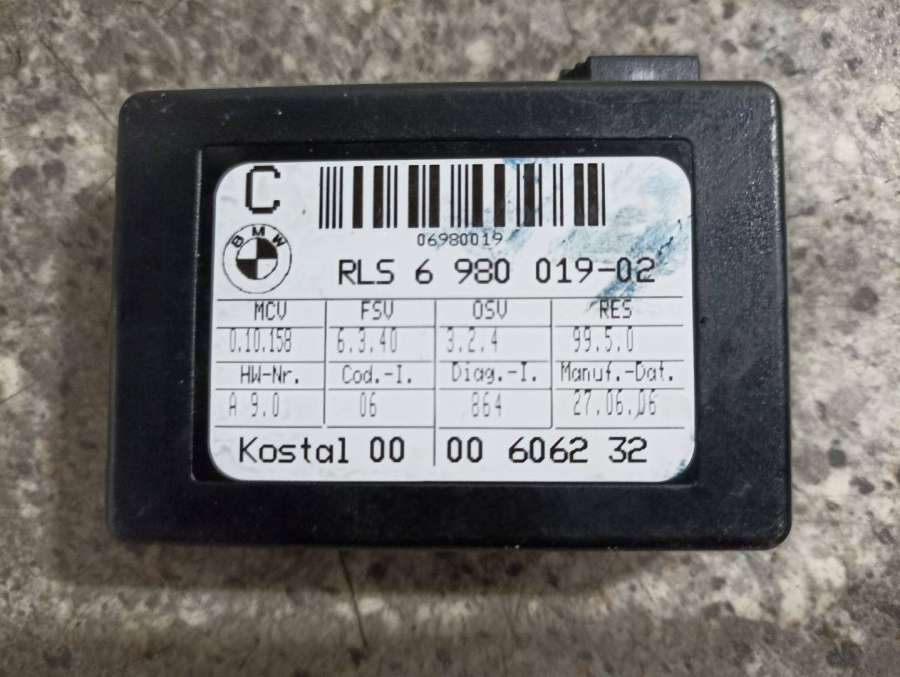 C
06980019
BMW
RLS 6 980 019-02
MCV FSV OSV RES
0.10.158 6.3.40 3.2.4 99.5.0
HW-Nr. Cod.-I. Diag.-I. Manuf.-Dat.
A 9.0 06 864 27.06.06
Kostal 00 00 6062 32